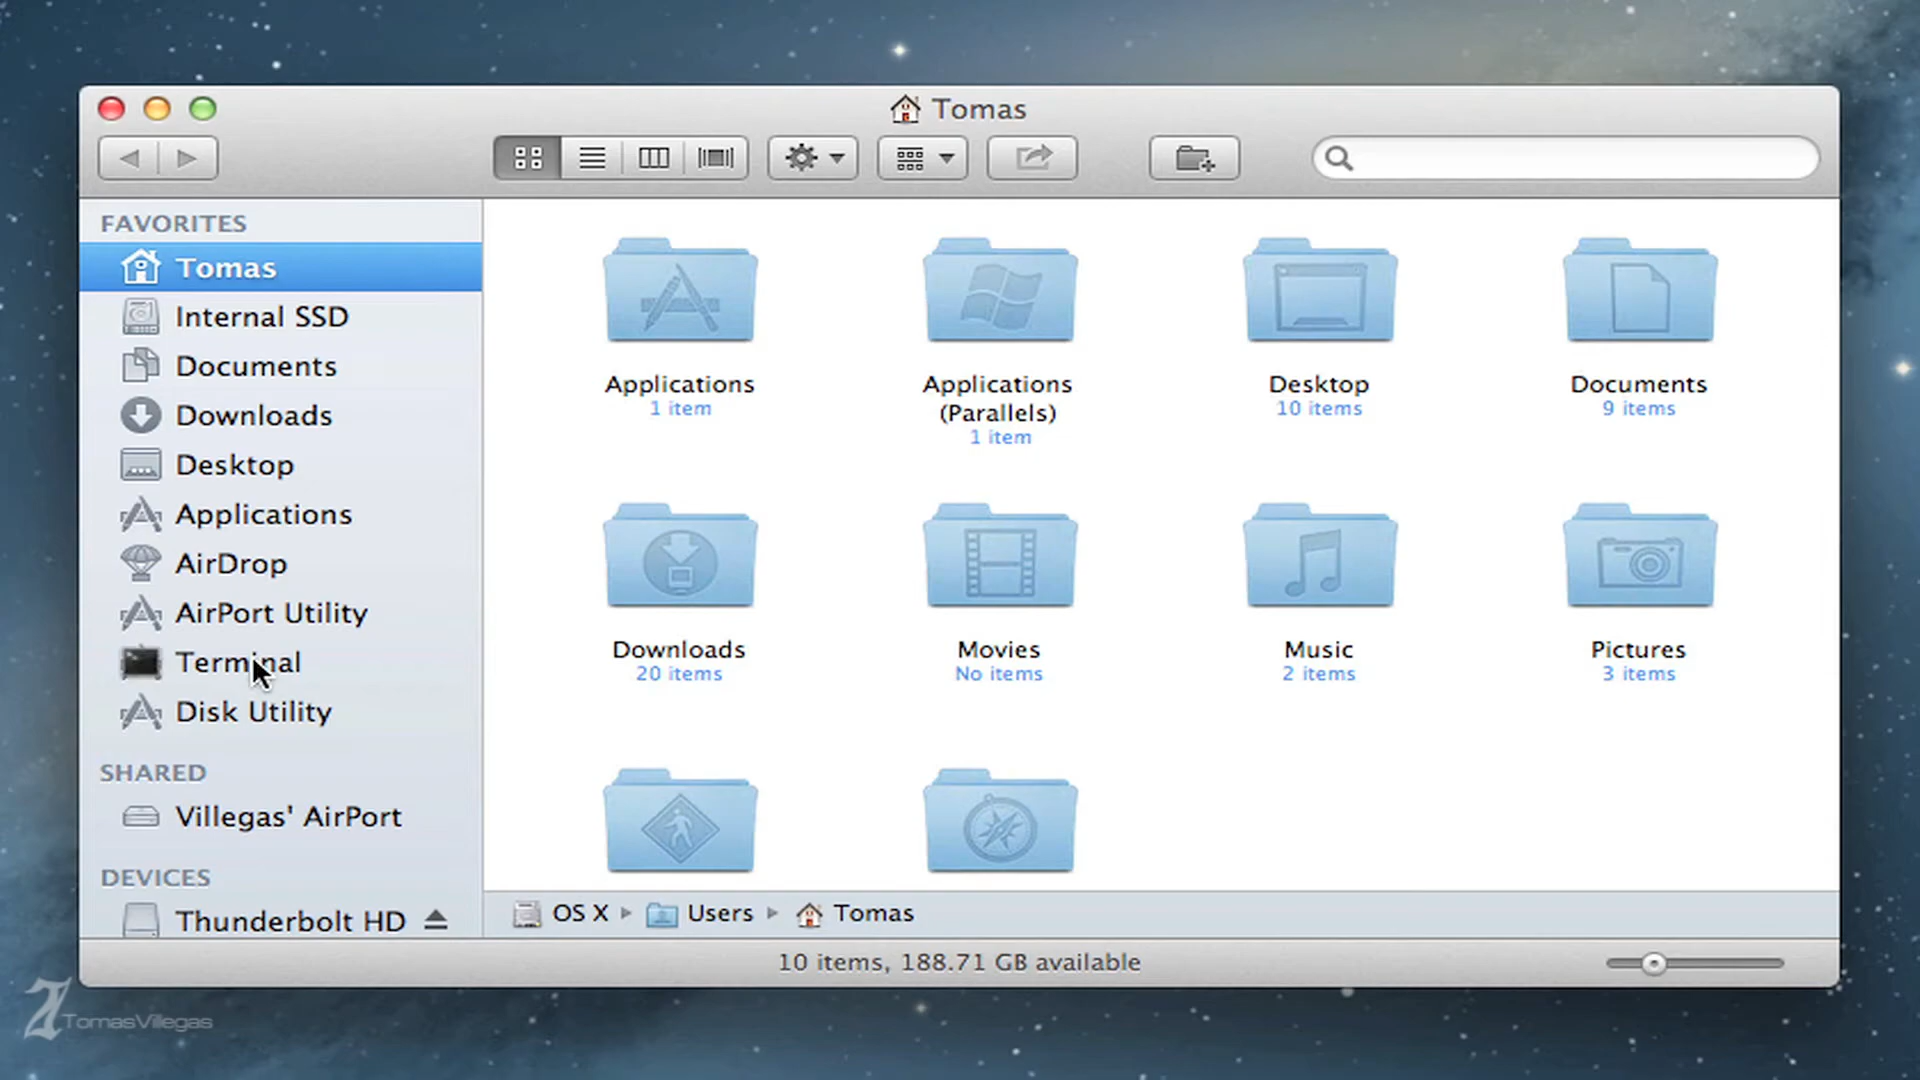 Tomas
FAVORITES
Tomas
Internal SSD
Documents
Downloads
Desktop
Applications
AirDrop
AirPort Utility
Terminal
Disk Utility
SHARED
Villegas' AirPort
DEVICES
Thunderbolt HD
Applications
1 item
Applications
(Parallels)
1 item
Desktop
10 items
Documents
9 items
Downloads
20 items
Movies
No items
Music
2 items
Pictures
3 items
OS X Users Tomas
10 items, 188.71 GB available
TomasVillegas